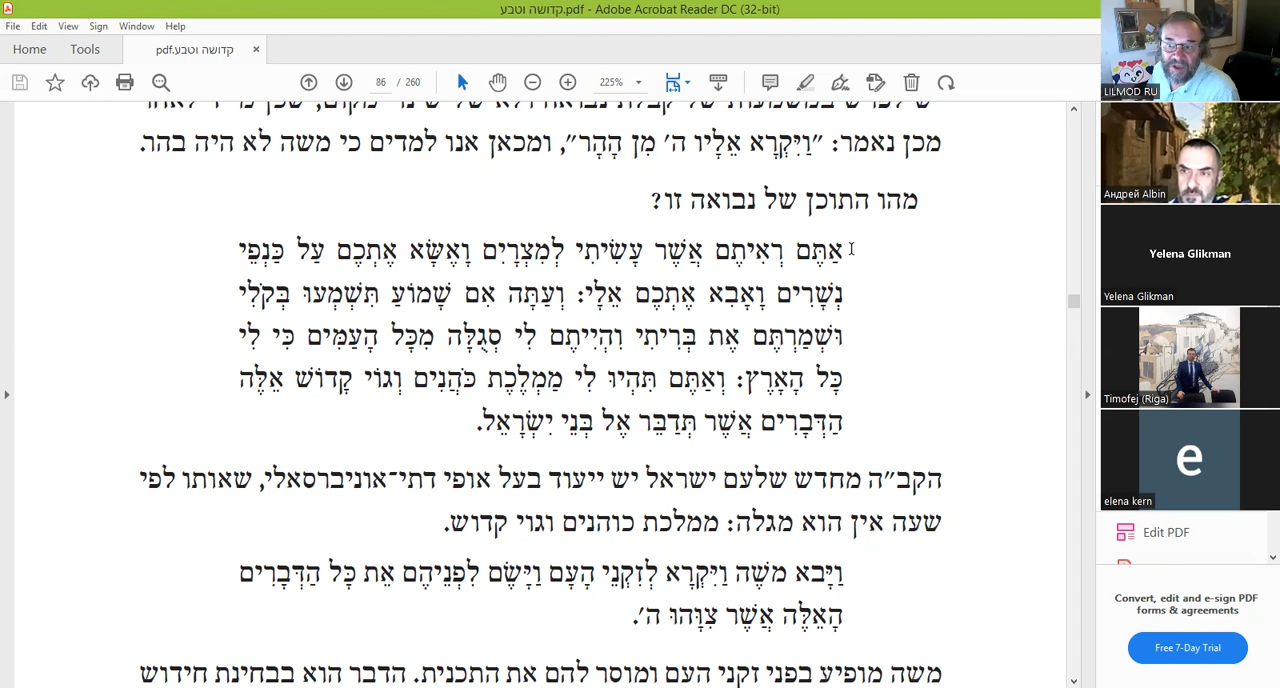 קדושה וטבע.pdf - Adobe Acrobat Reader DC (32-bit)
File Edit View Sign Window Help
Home Tools קדושה וטבע.pdf ×
86 / 260 225%
מכן נאמר: "וַיִּקְרָא אֵלָיו ה' מִן הָהָר", ומכאן אנו למדים כי משה לא היה בהר.
מהו התוכן של נבואה זו?
אַתֶּם רְאִיתֶם אֲשֶׁר עָשִׂיתִי לְמִצְרָיִם וָאֶשָּׂא אֶתְכֶם עַל כַּנְפֵי
נְשָׁרִים וָאָבִא אֶתְכֶם אֵלָי: וְעַתָּה אִם שָׁמוֹעַ תִּשְׁמְעוּ בְּקֹלִי
וּשְׁמַרְתֶּם אֶת בְּרִיתִי וִהְיִיתֶם לִי סְגֻלָּה מִכָּל הָעַמִּים כִּי לִי
כָּל הָאָרֶץ: וְאַתֶּם תִּהְיוּ לִי מַמְלֶכֶת כֹּהֲנִים וְגוֹי קָדוֹשׁ אֵלֶּה
הַדְּבָרִים אֲשֶׁר תְּדַבֵּר אֶל בְּנֵי יִשְׂרָאֵל.
הקב"ה מחדש שלעם ישראל יש ייעוד בעל אופי דתי־אוניברסאלי, שאותו לפי
שעה אין הוא מגלה: ממלכת כוהנים וגוי קדוש.
וַיָּבֹא מֹשֶׁה וַיִּקְרָא לְזִקְנֵי הָעָם וַיָּשֶׂם לִפְנֵיהֶם אֵת כָּל הַדְּבָרִים
הָאֵלֶּה אֲשֶׁר צִוָּהוּ ה'.
משה מופיע בפני זקני העם ומוסר להם את התכנית. הדבר הוא בבחינת חידוש
LILMOD RU
Андрей Albin
Yelena Glikman
Yelena Glikman
Timofej (Riga)
e
elena kern
Edit PDF
Convert, edit and e-sign PDF
forms & agreements
Free 7-Day Trial